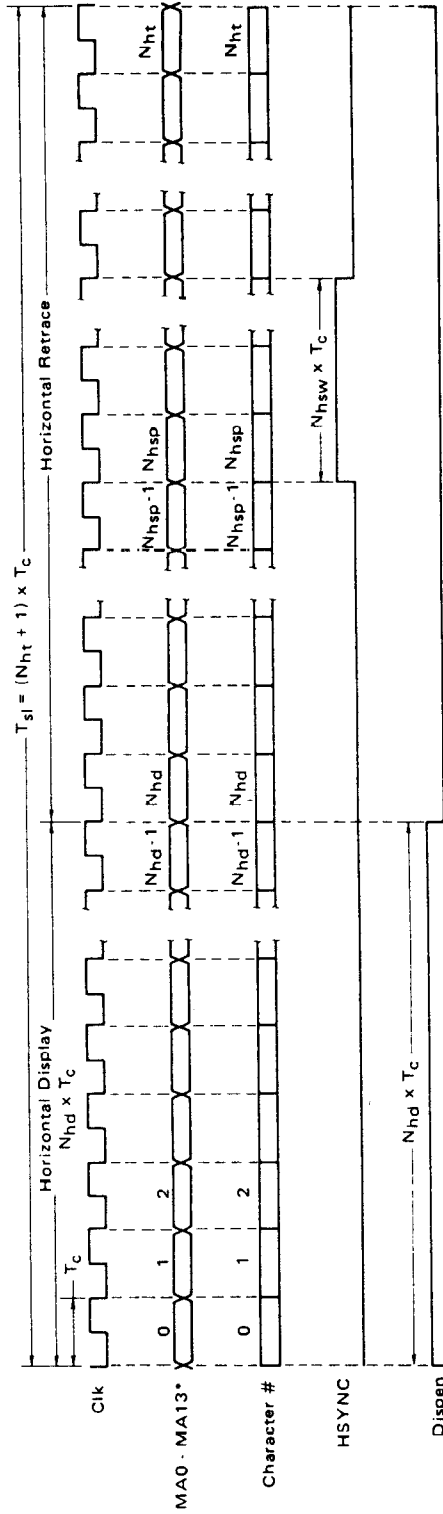 T_sl = (N_ht + 1) x T_c
Horizontal Display
N_hd x T_c
Horizontal Retrace
T_c
Clk
MA0 - MA13*
0 1 2 N_hd-1 N_hd N_hsp-1 N_hsp N_ht
Character #
0 1 2 N_hd-1 N_hd N_hsp-1 N_hsp N_ht
HSYNC
N_hsw x T_c
Dispen
N_hd x T_c